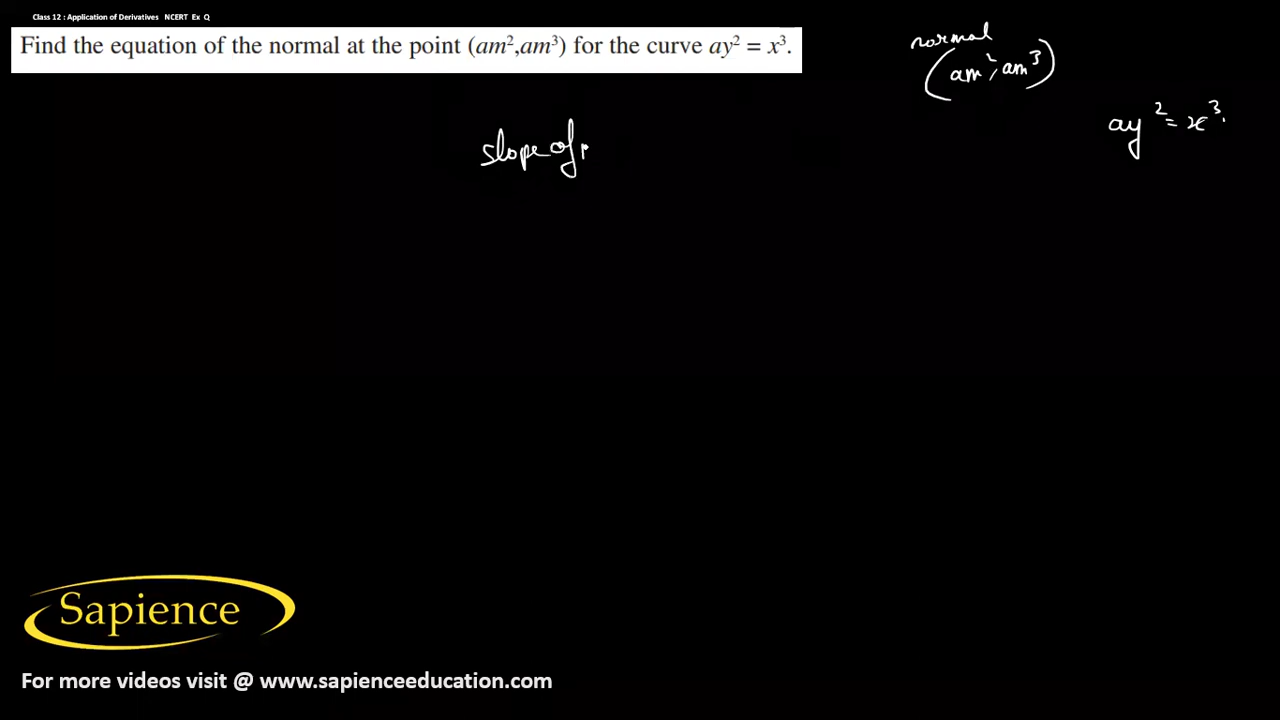 Class 12 : Application of Derivatives NCERT Ex Q
Find the equation of the normal at the point (am²,am³) for the curve ay² = x³.
normal
(am², am³)
ay² = x³.
slope of
Sapience
For more videos visit @ www.sapienceeducation.com